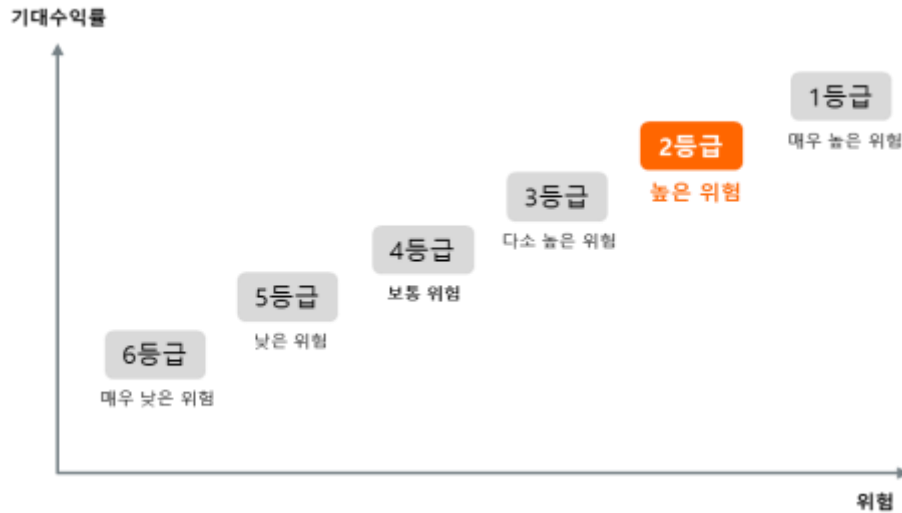 기대수익률
1등급
매우 높은 위험
2등급
높은 위험
3등급
다소 높은 위험
4등급
보통 위험
5등급
낮은 위험
6등급
매우 낮은 위험
위험